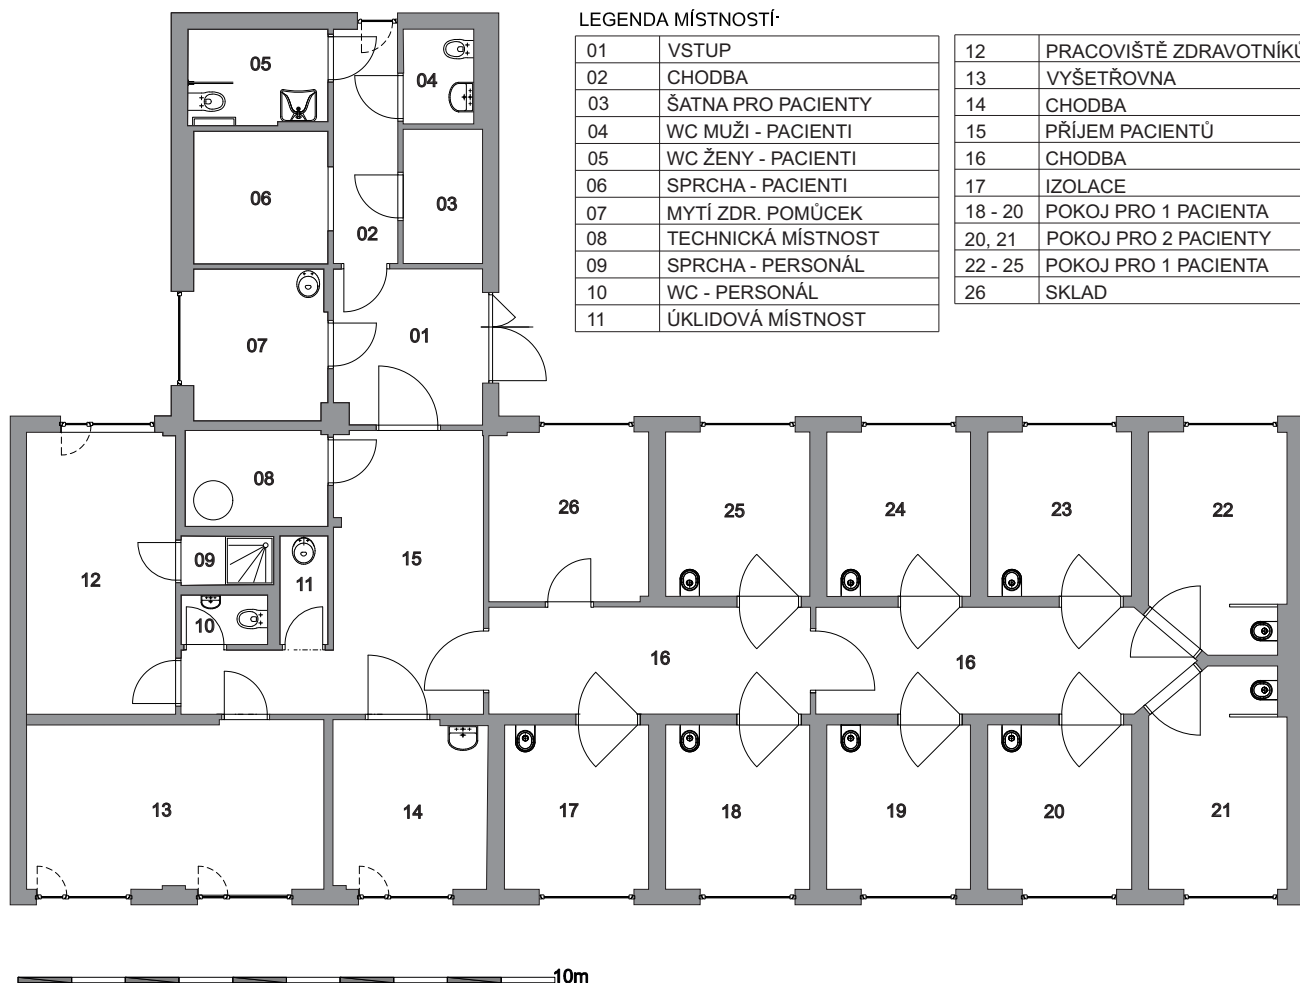 LEGENDA MÍSTNOSTÍ
01 VSTUP
02 CHODBA
03 ŠATNA PRO PACIENTY
04 WC MUŽI - PACIENTI
05 WC ŽENY - PACIENTI
06 SPRCHA - PACIENTI
07 MYTÍ ZDR. POMŮCEK
08 TECHNICKÁ MÍSTNOST
09 SPRCHA - PERSONÁL
10 WC - PERSONÁL
11 ÚKLIDOVÁ MÍSTNOST
12 PRACOVIŠTĚ ZDRAVOTNÍKŮ
13 VYŠETŘOVNA
14 CHODBA
15 PŘÍJEM PACIENTŮ
16 CHODBA
17 IZOLACE
18 - 20 POKOJ PRO 1 PACIENTA
20, 21 POKOJ PRO 2 PACIENTY
22 - 25 POKOJ PRO 1 PACIENTA
26 SKLAD
05
04
06
03
02
07
01
08
26
25
24
23
22
09
12
11
15
10
16
16
13
14
17
18
19
20
21
10m